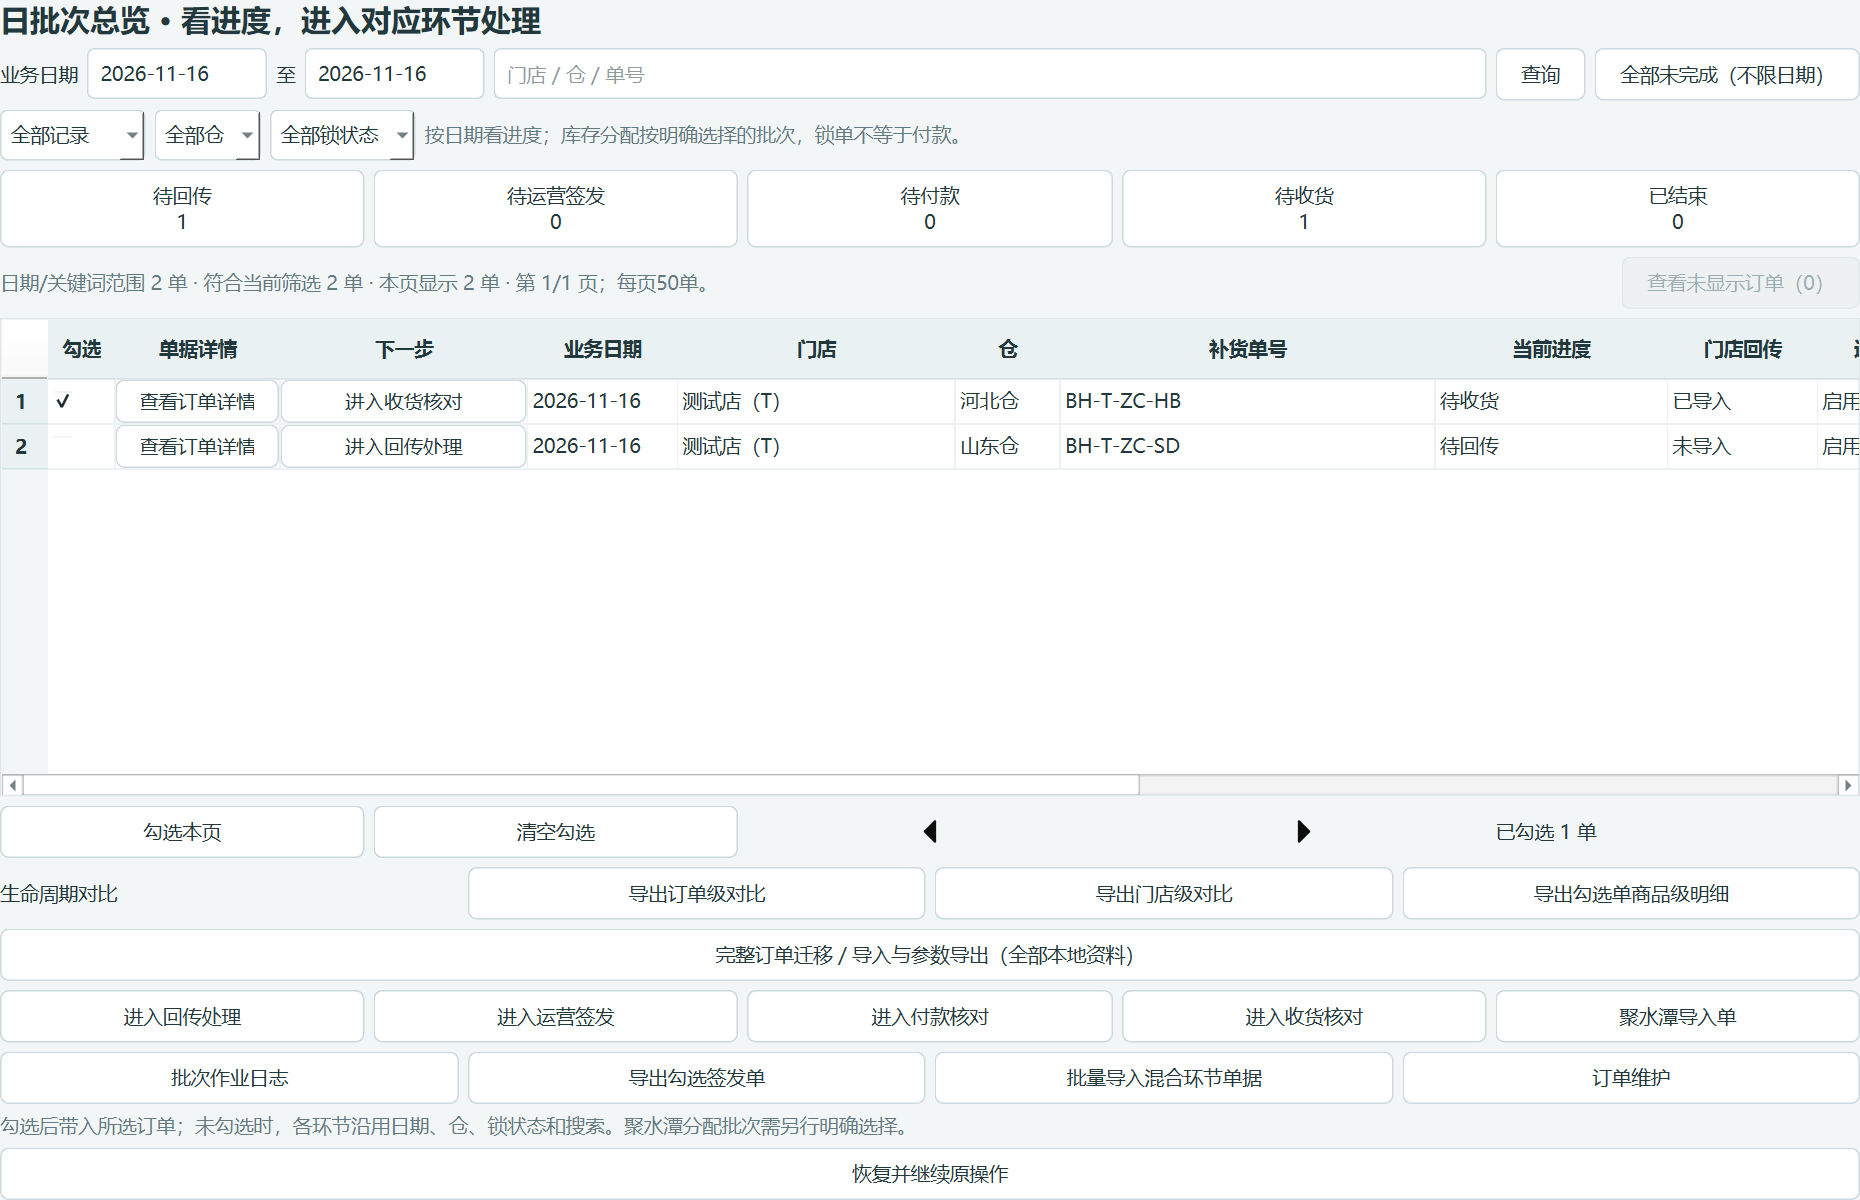 日批次总览 • 看进度，进入对应环节处理
业务日期 2026-11-16 至 2026-11-16 门店 / 仓 / 单号 查询 全部未完成（不限日期）
全部记录 全部仓 全部锁状态 按日期看进度；库存分配按明确选择的批次，锁单不等于付款。
待回传 待运营签发 待付款 待收货 已结束
1 0 0 1 0
日期/关键词范围 2 单 · 符合当前筛选 2 单 · 本页显示 2 单 · 第 1/1 页；每页50单。 查看未显示订单（0）
勾选 单据详情 下一步 业务日期 门店 仓 补货单号 当前进度 门店回传
1 ✓ 查看订单详情 进入收货核对 2026-11-16 测试店（T） 河北仓 BH-T-ZC-HB 待收货 已导入 启用
2 查看订单详情 进入回传处理 2026-11-16 测试店（T） 山东仓 BH-T-ZC-SD 待回传 未导入 启用
勾选本页 清空勾选 已勾选 1 单
生命周期对比 导出订单级对比 导出门店级对比 导出勾选单商品级明细
完整订单迁移 / 导入与参数导出（全部本地资料）
进入回传处理 进入运营签发 进入付款核对 进入收货核对 聚水潭导入单
批次作业日志 导出勾选签发单 批量导入混合环节单据 订单维护
勾选后带入所选订单；未勾选时，各环节沿用日期、仓、锁状态和搜索。聚水潭分配批次需另行明确选择。
恢复并继续原操作